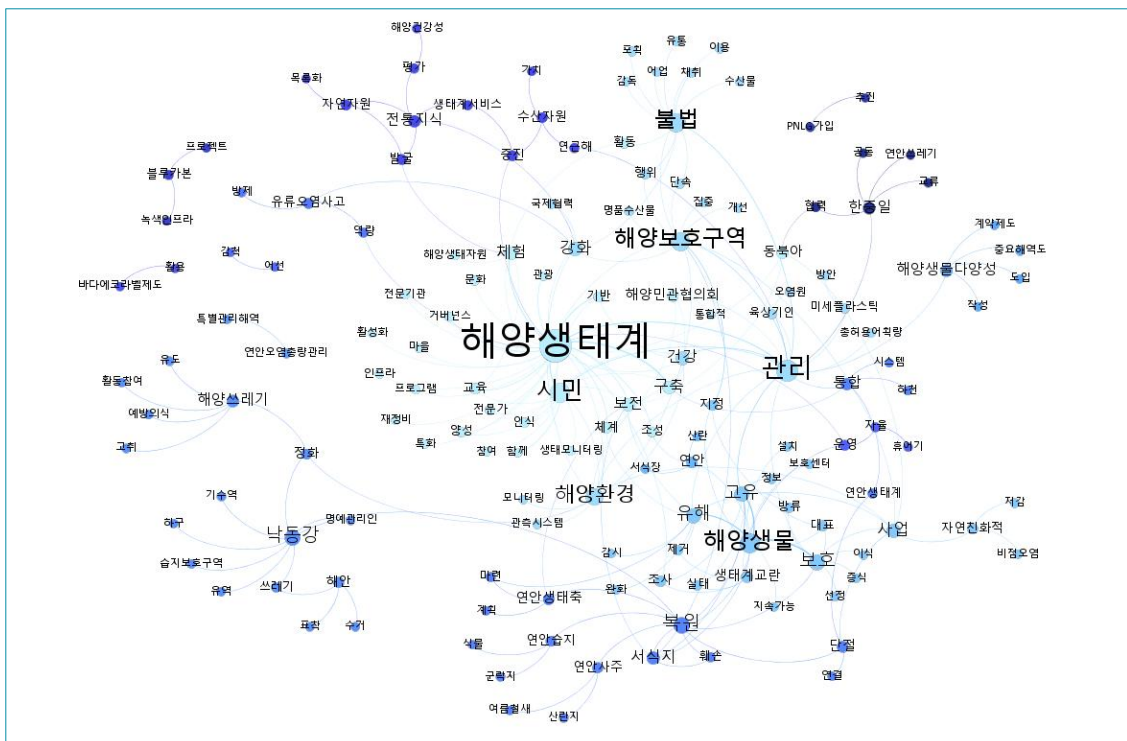 해양건강성
모획
유통
이용
평가
가치
감독
어업
채취
수산물
목록화
자연자원
전통지식
생태계서비스
수산자원
불법
추진
PNLG가입
프로젝트
발굴
증진
연근해
활동
공동
연안쓰레기
블루카본
행위
단속
교류
방제
유류오염사고
국제협력
명품수산물
집중
개선
협력
한중일
녹색인프라
역량
해양보호구역
계약제도
감척
어선
해양생태자원
체험
강화
동북아
중요해역도
활용
문화
관광
방안
해양생물다양성
도입
바다에코라벨제도
전문기관
기반
해양민관협의회
오염원
미세플라스틱
작성
특별관리해역
거버넌스
통합적
육상기인
활성화
총허용어획량
연안오염총량관리
마을
해양생태계
건강
관리
시스템
유도
인프라
통합
활동참여
프로그램
교육
시민
구축
하천
해양쓰레기
재정비
전문가
보전
지정
예방의식
양성
인식
체계
조성
자율
고취
특화
참여
함께
생태모니터링
산란
설치
운영
휴어기
정화
서식장
연안
보호센터
정보
기수역
모니터링
해양환경
고유
연안생태계
하구
낙동강
명예관리인
관측시스템
유해
방류
대표
사업
자연친화적
저감
습지보호구역
감시
제거
해양생물
보호
이식
비점오염
유역
쓰레기
해안
마련
완화
조사
실태
생태계교란
증식
계획
연안생태축
지속가능
선정
표착
수거
복원
식물
연안습지
단절
군락지
연안사주
서식지
훼손
연결
여름철새
산란지